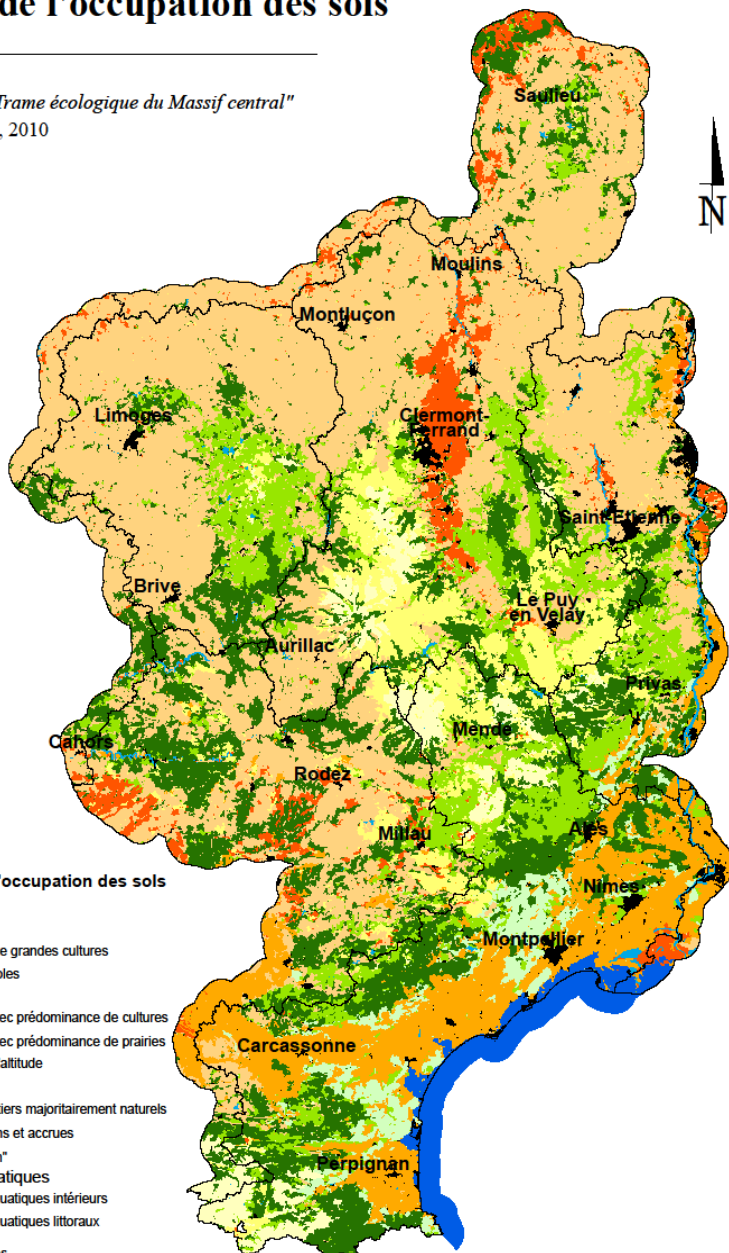 de l'occupation des sols
Trame écologique du Massif central"
, 2010
N
Saulieu
Moulins
Montluçon
Limoges
Clermont-
Ferrand
Saint-Etienne
Brive
Le Puy
en Velay
Aurillac
Privas
Cahors
Mende
Rodez
Millau
Alès
Nîmes
Montpellier
Carcassonne
Perpignan
'occupation des sols
e grandes cultures
oles
ec prédominance de cultures
ec prédominance de prairies
'altitude
tiers majoritairement naturels
ns et accrues
n"
atiques
uatiques intérieurs
uatiques littoraux